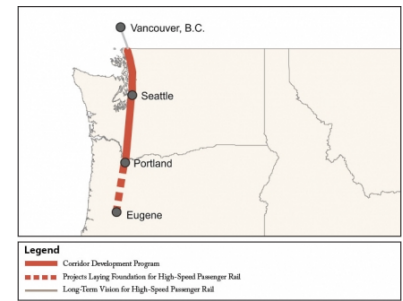 Vancouver, B.C.
Seattle
Portland
Eugene
Legend
Corridor Development Program
Projects Laying Foundation for High-Speed Passenger Rail
Long-Term Vision for High-Speed Passenger Rail